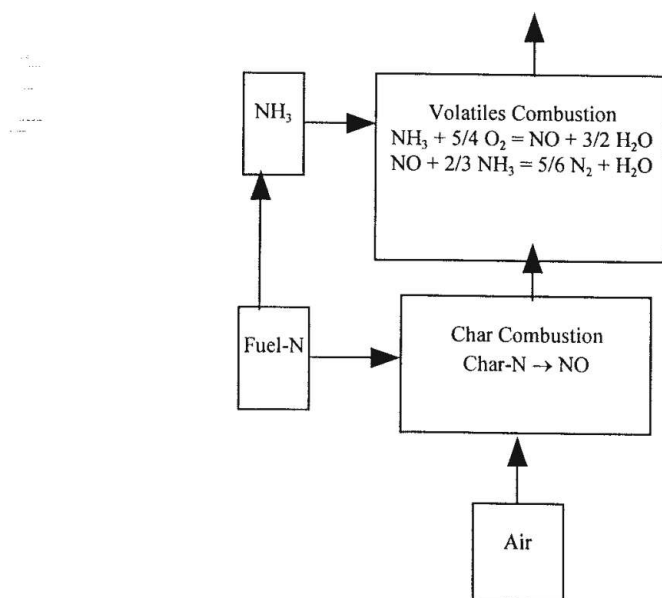 NH₃
Volatiles Combustion
NH₃ + 5/4 O₂ = NO + 3/2 H₂O
NO + 2/3 NH₃ = 5/6 N₂ + H₂O
Fuel-N
Char Combustion
Char-N → NO
Air